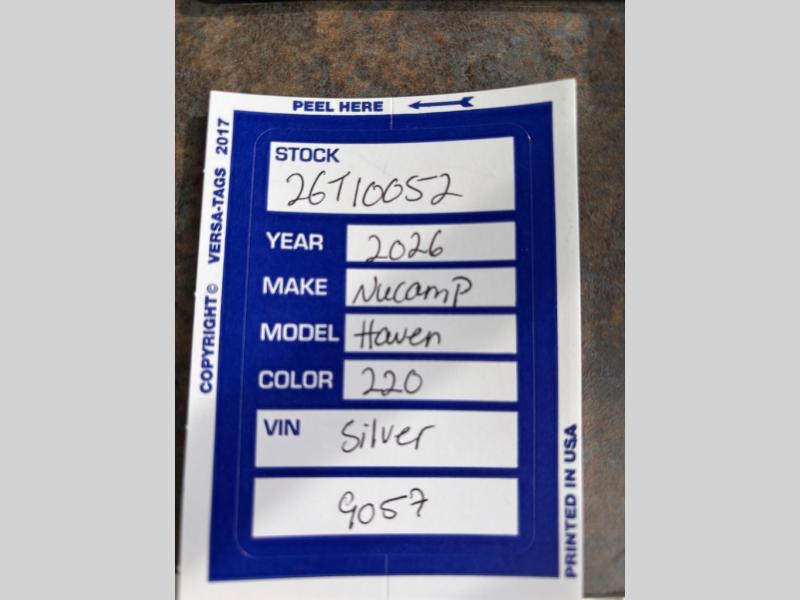 PEEL HERE
COPYRIGHT© VERSA-TAGS 2017
STOCK
26T10052
YEAR 2026
MAKE Nucamp
MODEL Haven
COLOR 220
VIN Silver
9057
PRINTED IN USA